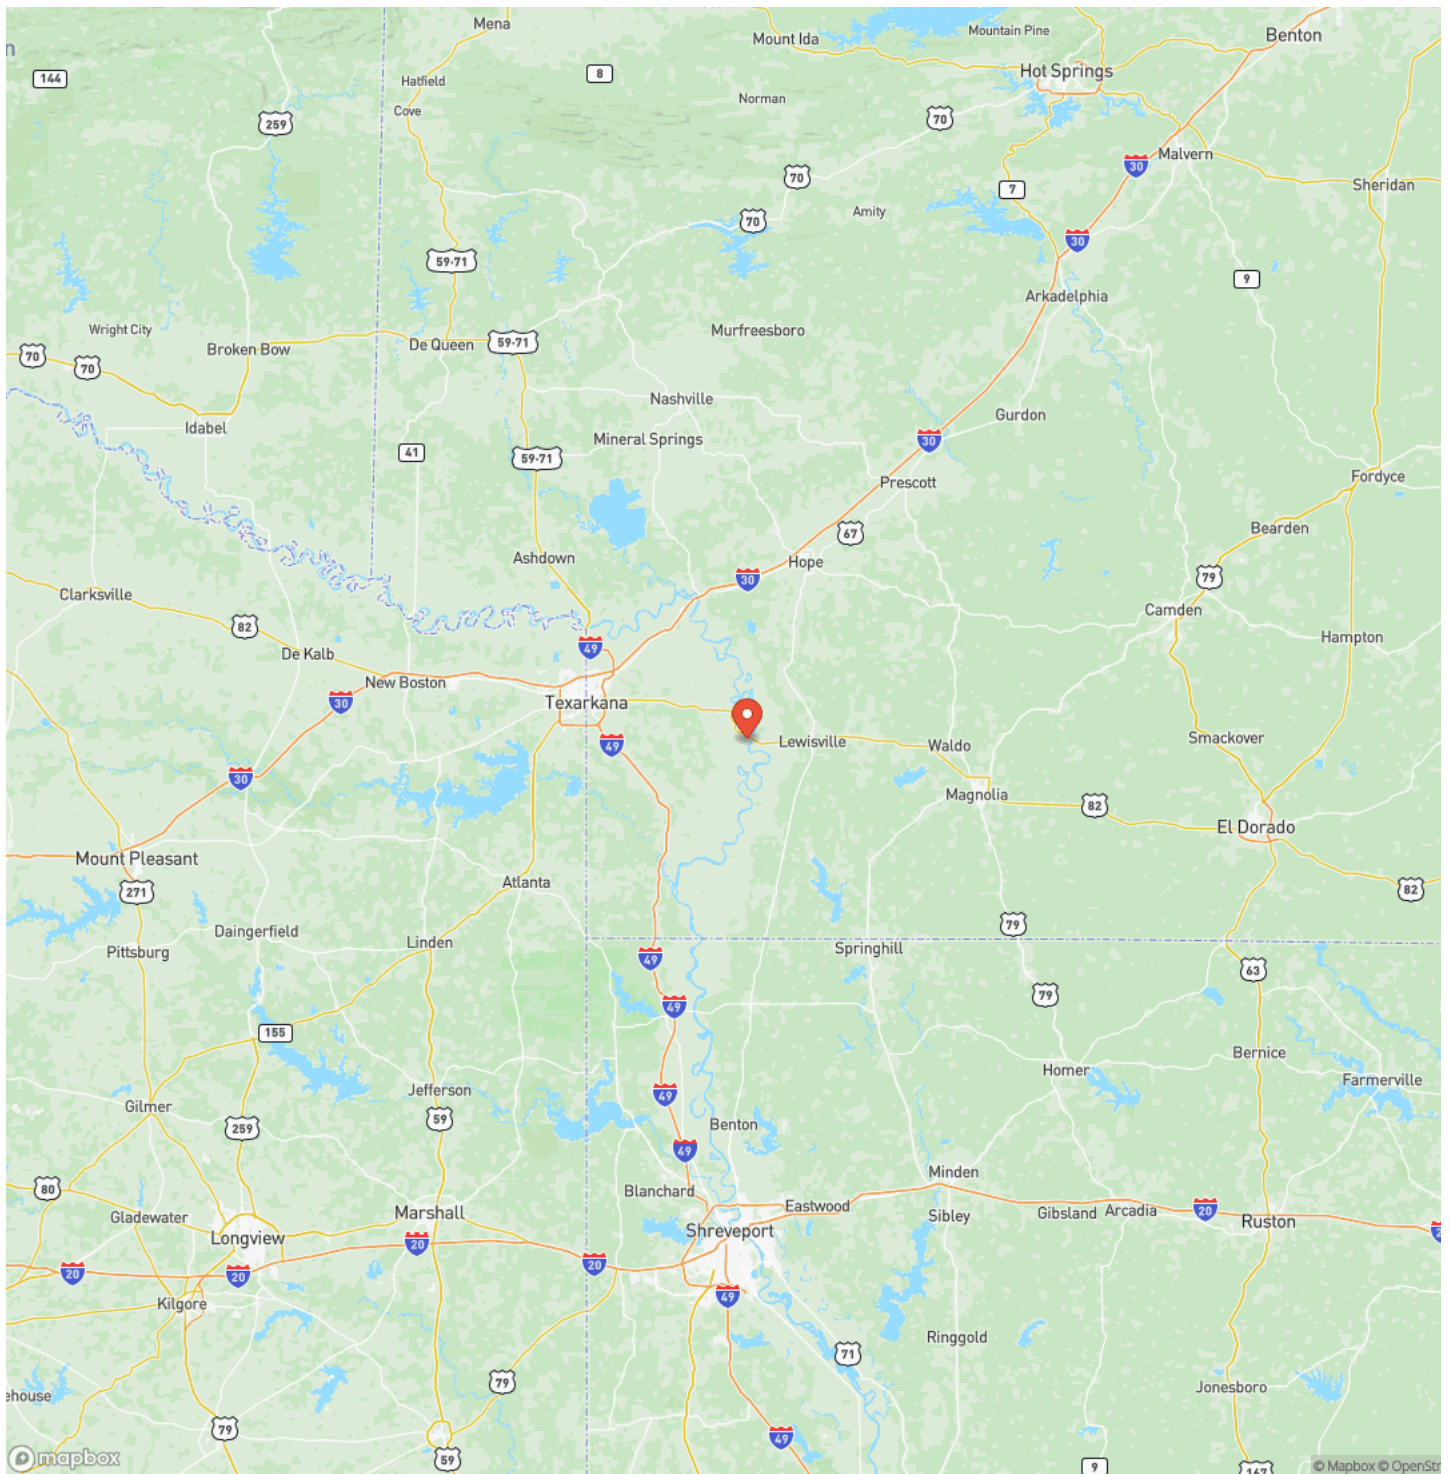 Mena
Mount Ida
Mountain Pine
Benton
n
144
8
Hot Springs
Hatfield
Norman
Cove
259
70
Malvern
30
70
7
Sheridan
Amity
70
30
59-71
9
Arkadelphia
Wright City
Murfreesboro
De Queen
59-71
Broken Bow
70
70
Nashville
Gurdon
Idabel
Mineral Springs
30
41
59-71
Prescott
Fordyce
Bearden
67
Ashdown
Hope
30
79
Clarksville
Camden
82
Hampton
De Kalb
49
New Boston
30
Texarkana
Lewisville
Waldo
Smackover
49
30
Magnolia
82
El Dorado
Mount Pleasant
271
Atlanta
82
79
Daingerfield
Linden
Pittsburg
Springhill
49
63
79
49
155
Bernice
Homer
Farmerville
Jefferson
49
Gilmer
59
259
Benton
49
Minden
80
Blanchard
Eastwood
Gladewater
Marshall
Sibley
Gibsland
Arcadia
20
Ruston
Longview
Shreveport
20
20
20
20
Kilgore
49
Ringgold
71
79
Jonesboro
ehouse
79
49
59
9
167
mapbox
© Mapbox © OpenStr